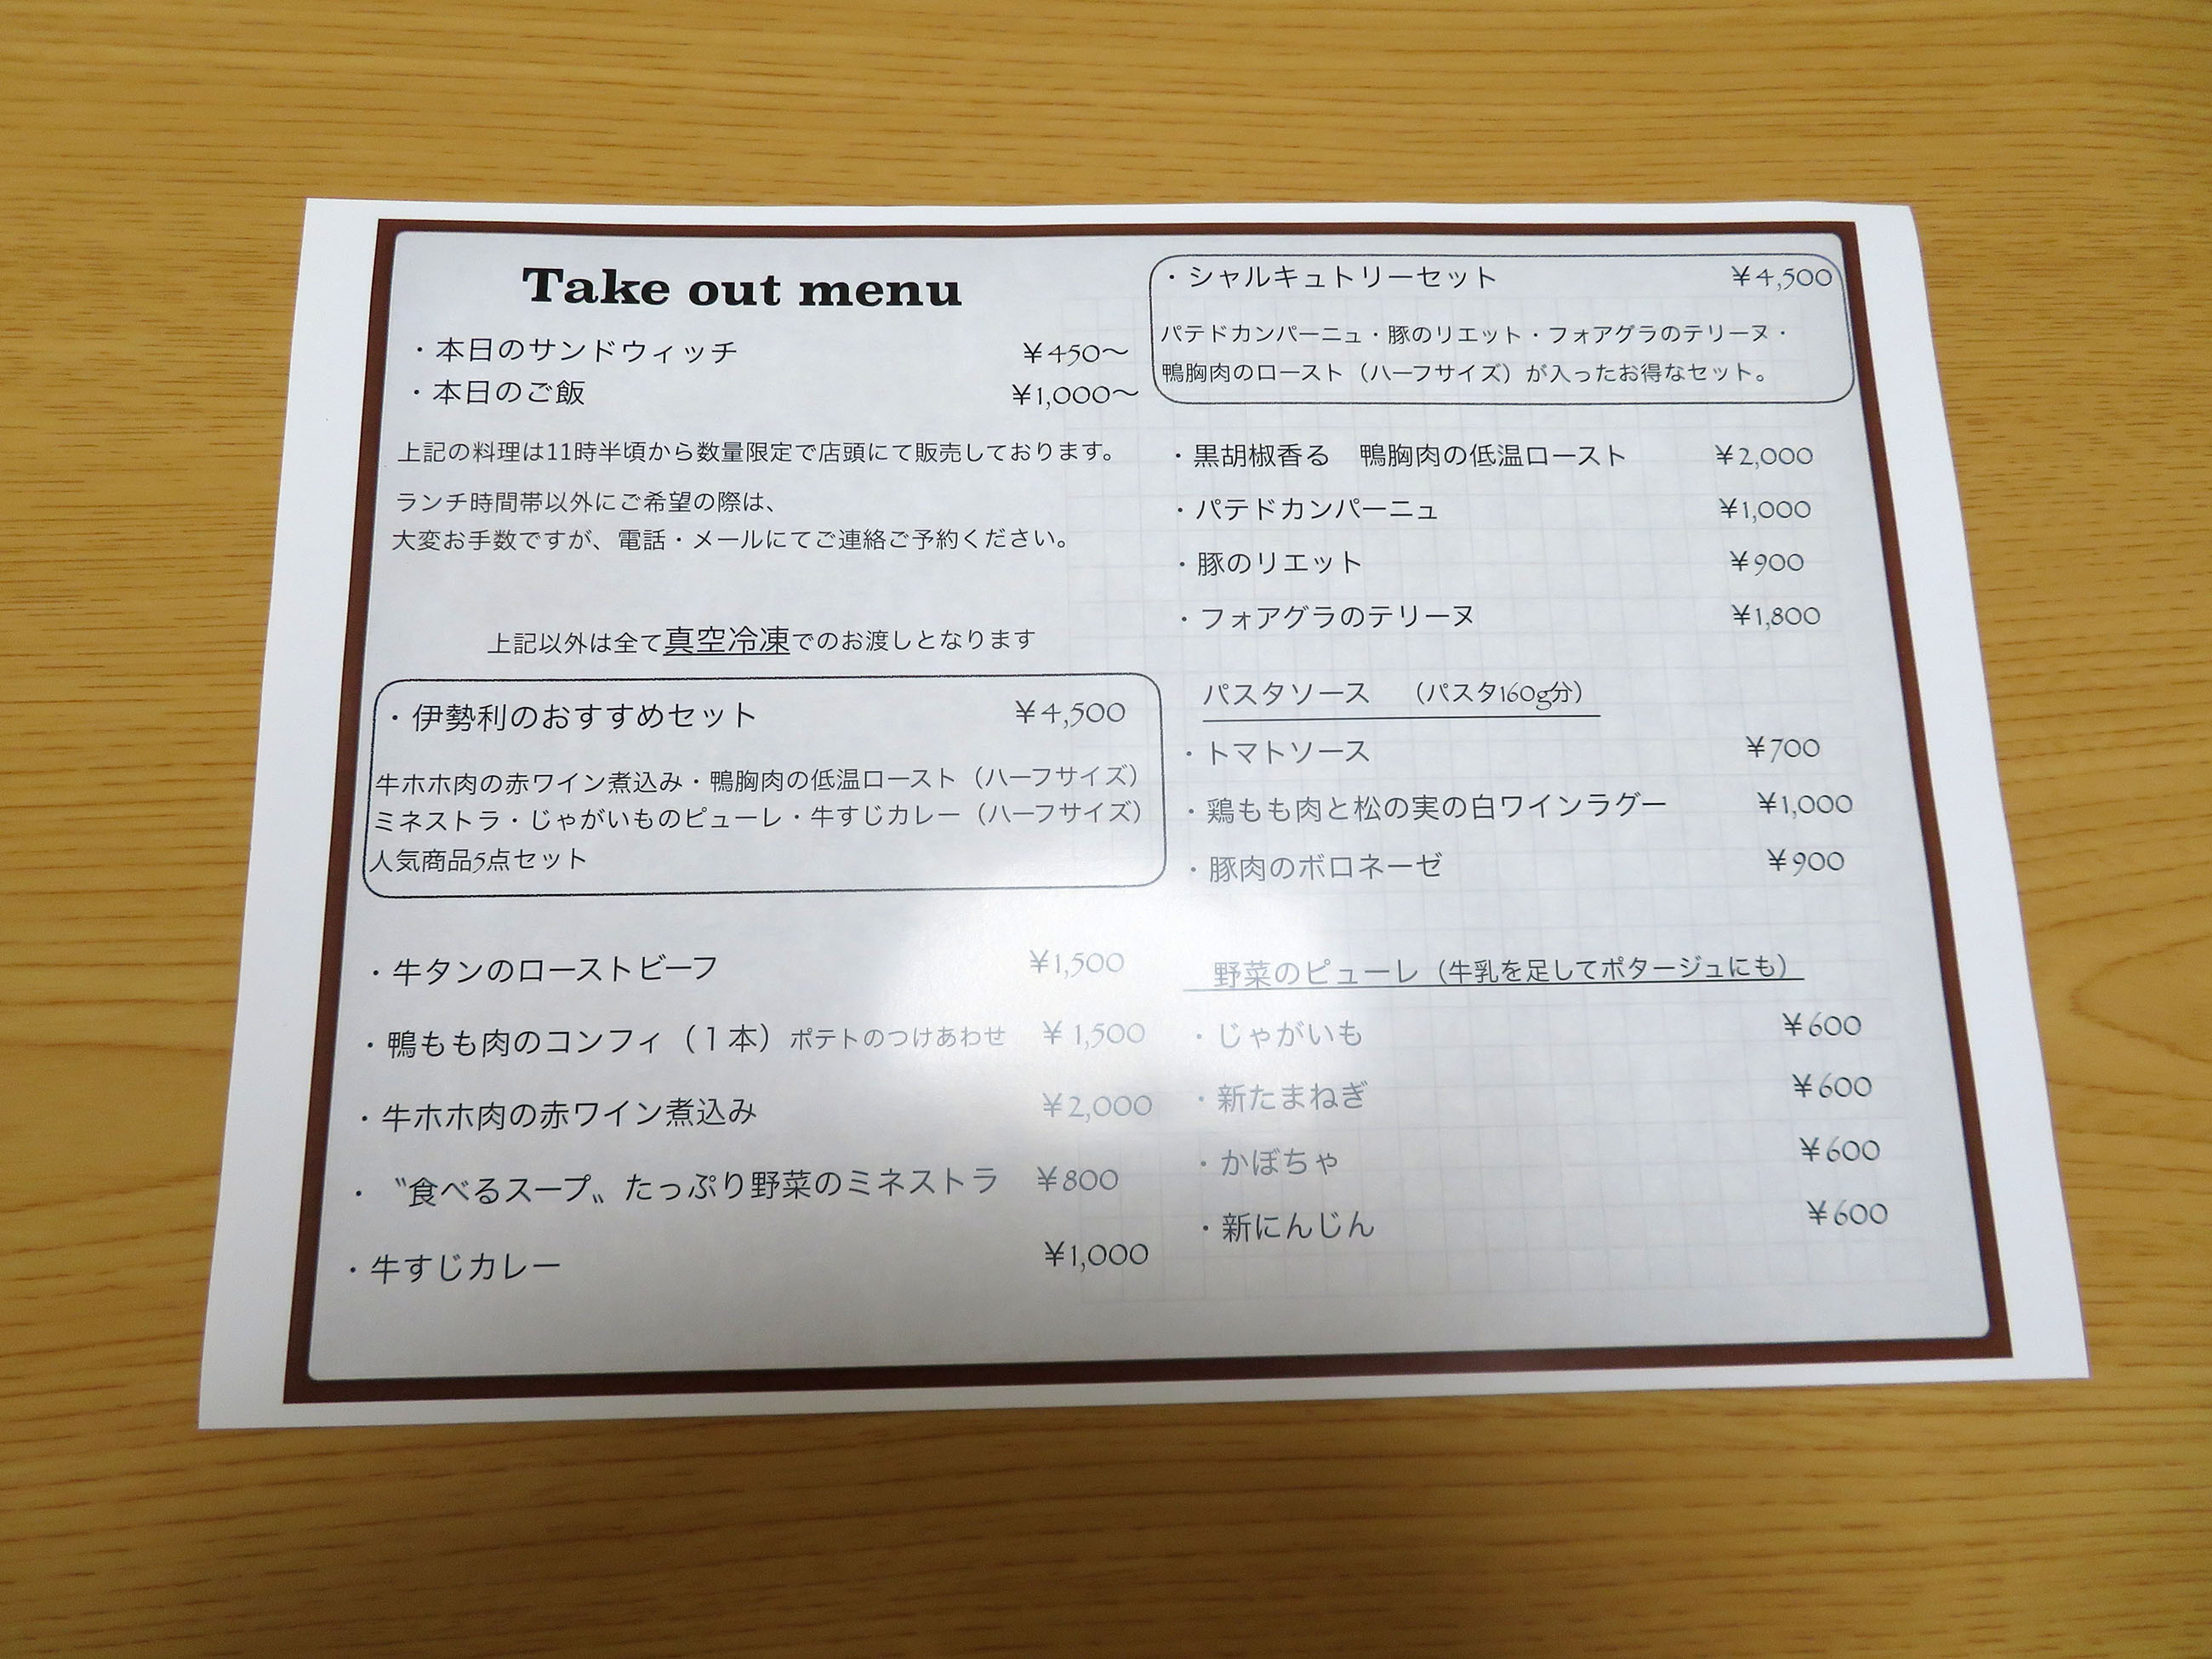 Take out menu
・本日のサンドウィッチ ¥450〜
・本日のご飯 ¥1,000〜
上記の料理は11時半頃から数量限定で店頭にて販売しております。
ランチ時間帯以外にご希望の際は、
大変お手数ですが、電話・メールにてご連絡ご予約ください。
上記以外は全て真空冷凍でのお渡しとなります
・伊勢利のおすすめセット ¥4,500
牛ホホ肉の赤ワイン煮込み・鴨胸肉の低温ロースト（ハーフサイズ）
ミネストラ・じゃがいものピューレ・牛すじカレー（ハーフサイズ）
人気商品5点セット
・牛タンのローストビーフ ¥1,500
・鴨もも肉のコンフィ（１本）ポテトのつけあわせ ¥1,500
・牛ホホ肉の赤ワイン煮込み ¥2,000
・〝食べるスープ〟たっぷり野菜のミネストラ ¥800
・牛すじカレー ¥1,000
・シャルキュトリーセット ¥4,500
パテドカンパーニュ・豚のリエット・フォアグラのテリーヌ・
鴨胸肉のロースト（ハーフサイズ）が入ったお得なセット。
・黒胡椒香る　鴨胸肉の低温ロースト ¥2,000
・パテドカンパーニュ ¥1,000
・豚のリエット ¥900
・フォアグラのテリーヌ ¥1,800
パスタソース　（パスタ160g分）
・トマトソース ¥700
・鶏もも肉と松の実の白ワインラグー ¥1,000
・豚肉のボロネーゼ ¥900
野菜のピューレ（牛乳を足してポタージュにも）
・じゃがいも ¥600
・新たまねぎ ¥600
・かぼちゃ ¥600
・新にんじん ¥600